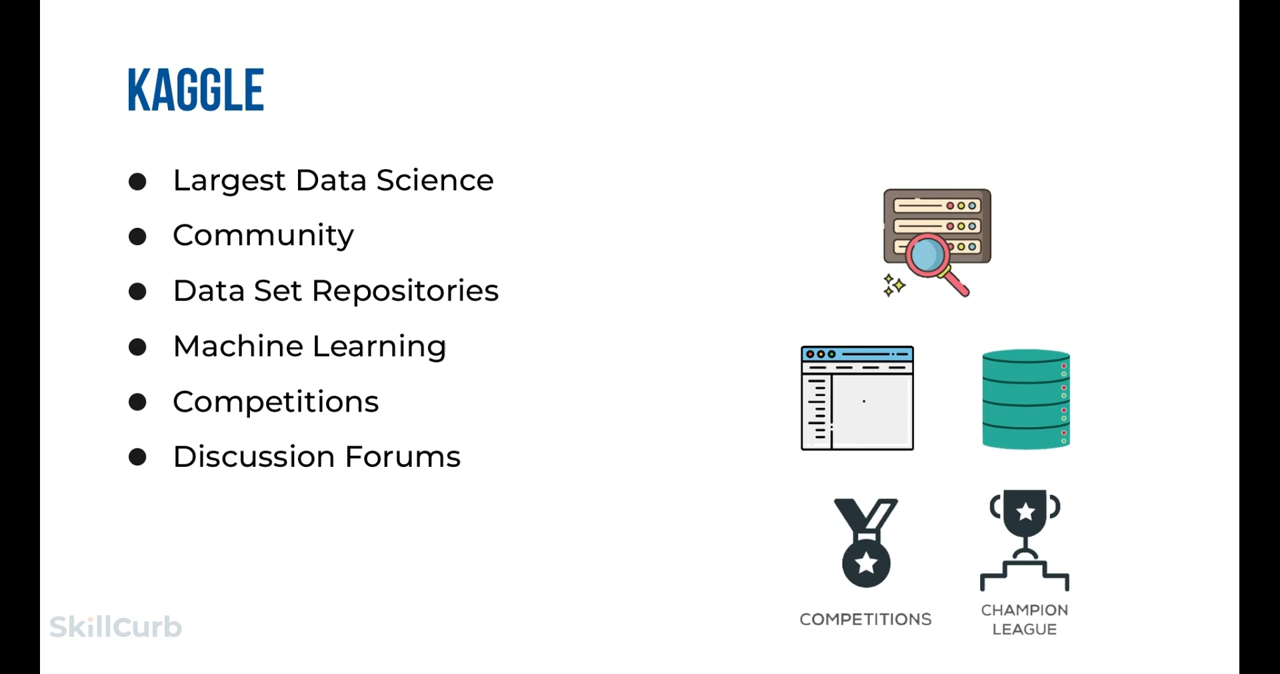 KAGGLE
● Largest Data Science
● Community
● Data Set Repositories
● Machine Learning
● Competitions
● Discussion Forums
COMPETITIONS
CHAMPION
LEAGUE
SkillCurb